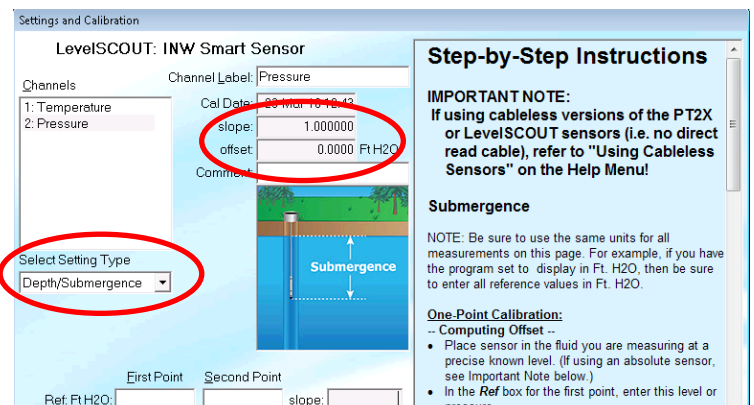 Settings and Calibration
LevelSCOUT: INW Smart Sensor
Channels
1: Temperature
2: Pressure
Channel Label: Pressure
Cal Date:
slope: 1.000000
offset: 0.0000 Ft H2O
Comment:
Submergence
Select Setting Type
Depth/Submergence
First Point Second Point
Ref: Ft H2O: slope:
Step-by-Step Instructions
IMPORTANT NOTE:
If using cableless versions of the PT2X
or LevelSCOUT sensors (i.e. no direct
read cable), refer to "Using Cableless
Sensors" on the Help Menu!
Submergence
NOTE: Be sure to use the same units for all
measurements on this page. For example, if you have
the program set to display in Ft. H2O, then be sure
to enter all reference values in Ft. H2O.
One-Point Calibration:
-- Computing Offset --
• Place sensor in the fluid you are measuring at a
precise known level. (If using an absolute sensor,
see Important Note below.)
• In the Ref box for the first point, enter this level or